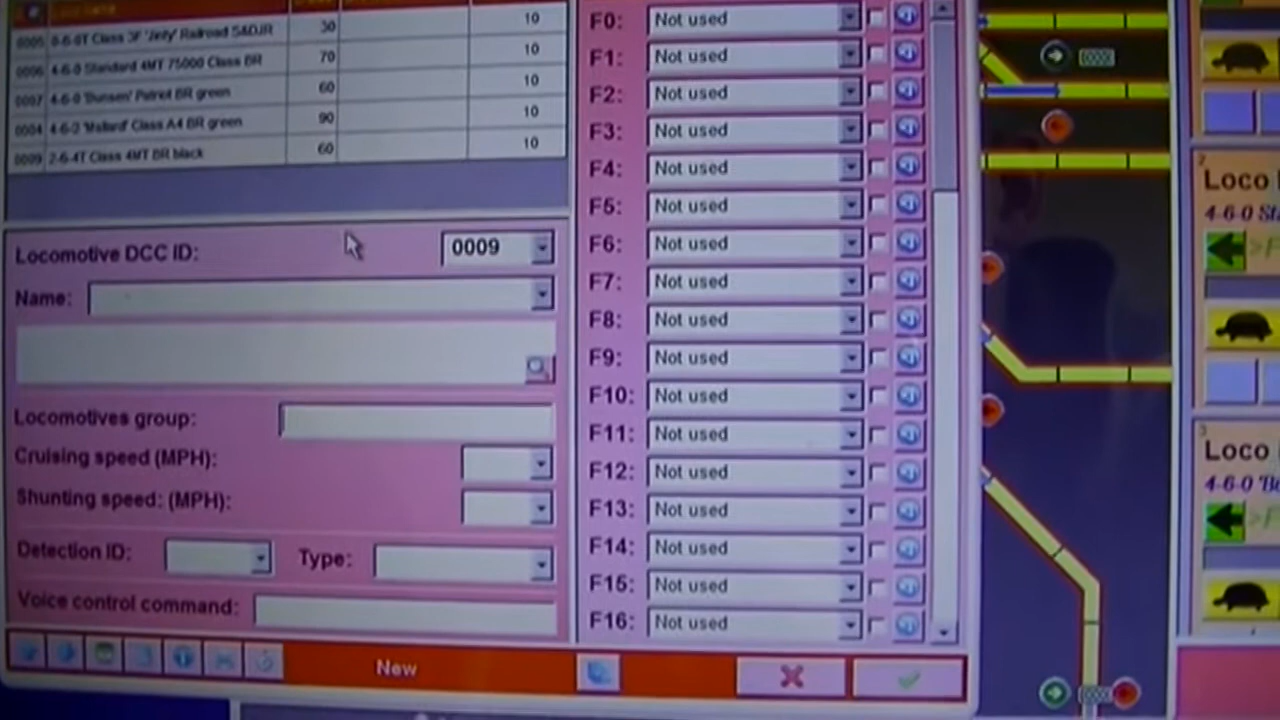 0005 0-6-0T Class 3F 'Jinty' Railroad S&DJR 50 10
0006 4-6-0 Standard 4MT 75000 Class BR 70 10
0007 4-6-0 'Bunsen' Patriot BR green 60 10
0004 4-6-2 'Mallard' Class A4 BR green 90 10
0009 2-6-4T Class 4MT BR black 60 10
Locomotive DCC ID: 0009
Name:
Locomotives group:
Cruising speed (MPH):
Shunting speed: (MPH):
Detection ID: Type:
Voice control command:
New
F0: Not used
F1: Not used
F2: Not used
F3: Not used
F4: Not used
F5: Not used
F6: Not used
F7: Not used
F8: Not used
F9: Not used
F10: Not used
F11: Not used
F12: Not used
F13: Not used
F14: Not used
F15: Not used
F16: Not used
2
Loco
4-6-0
3
Loco
4-6-0